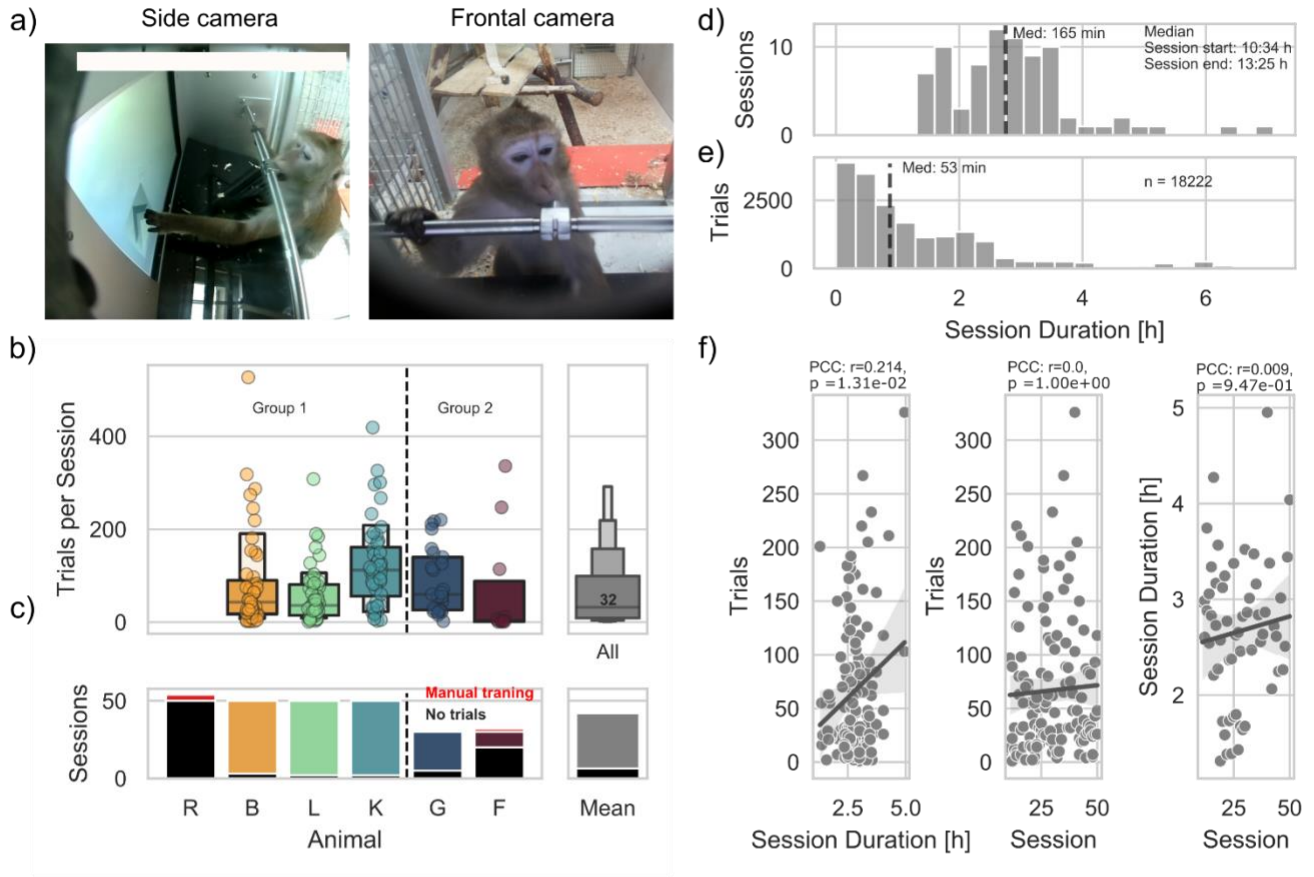 a)
Side camera
Frontal camera
b)
Trials per Session
400
200
0
Group 1
Group 2
32
All
c)
Sessions
50
0
Manual traning
No trials
R
B
L
K
G
F
Mean
Animal
d)
Sessions
10
0
Med: 165 min
Median
Session start: 10:34 h
Session end: 13:25 h
e)
Trials
2500
0
Med: 53 min
n = 18222
0
2
4
6
Session Duration [h]
f)
PCC: r=0.214,
p =1.31e-02
Trials
300
250
200
150
100
50
0
2.5
5.0
Session Duration [h]
PCC: r=0.0,
p =1.00e+00
Trials
300
250
200
150
100
50
0
25
50
Session
PCC: r=0.009,
p =9.47e-01
Session Duration [h]
5
4
3
2
25
50
Session